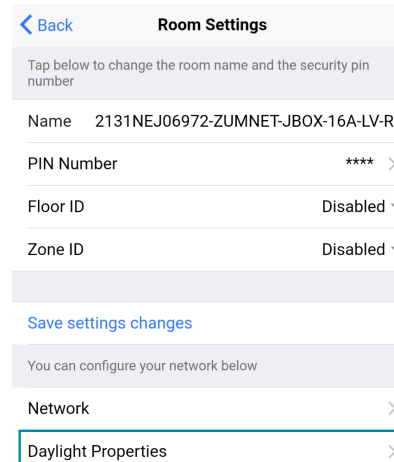 Back Room Settings
Tap below to change the room name and the security pin
number
Name 2131NEJ06972-ZUMNET-JBOX-16A-LV-R
PIN Number ****
Floor ID Disabled
Zone ID Disabled
Save settings changes
You can configure your network below
Network
Daylight Properties